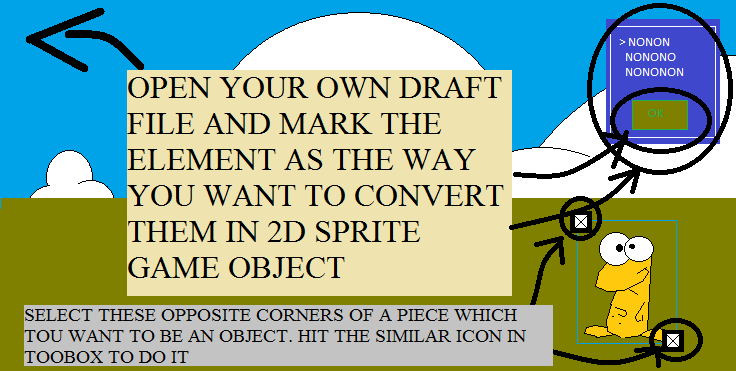 > NONON
NONONO
NONONON
OK
OPEN YOUR OWN DRAFT
FILE AND MARK THE
ELEMENT AS THE WAY
YOU WANT TO CONVERT
THEM IN 2D SPRITE
GAME OBJECT
SELECT THESE OPPOSITE CORNERS OF A PIECE WHICH
TOU WANT TO BE AN OBJECT. HIT THE SIMILAR ICON IN
TOOBOX TO DO IT